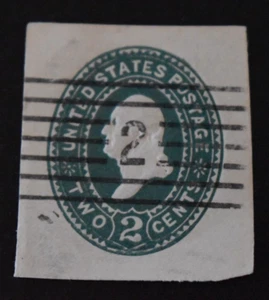 UNITED STATES POSTAGE
2
TWO 2 CENTS